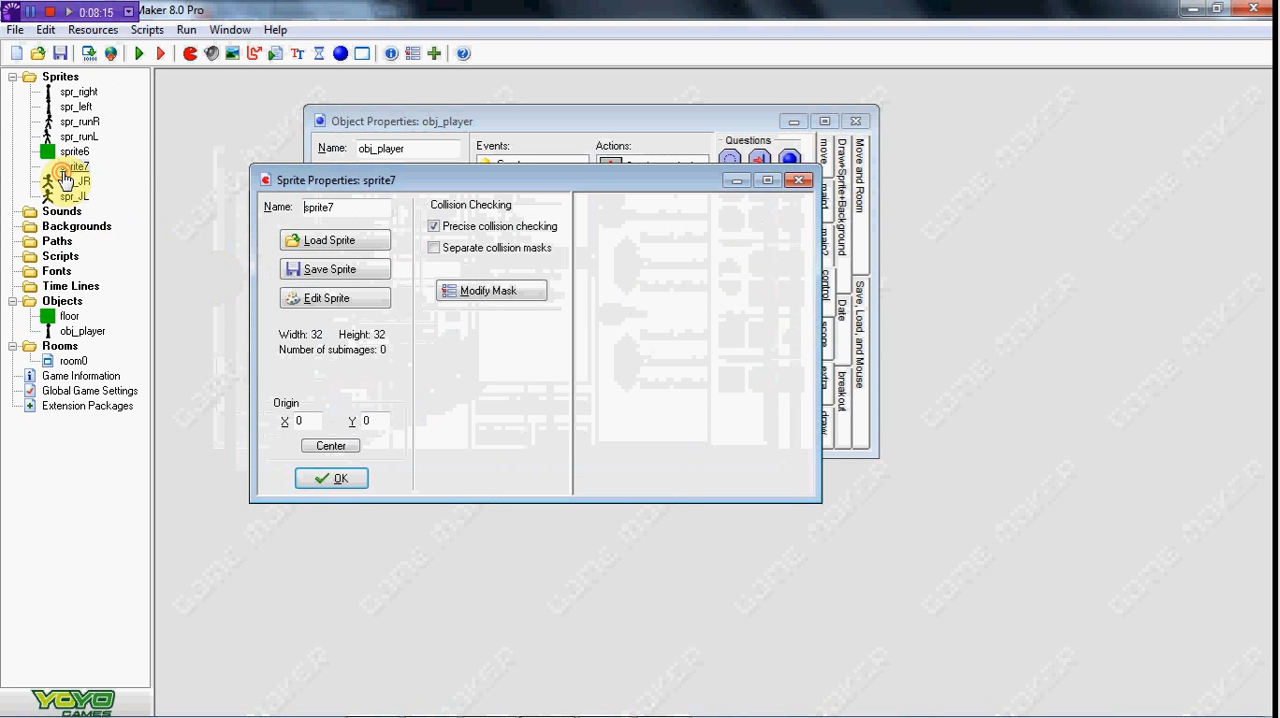 00:08:15
Maker 8.0 Pro
File Edit Resources Scripts Run Window Help
Sprites
spr_right
spr_left
spr_runR
spr_runL
sprite6
sprite7
spr_JL
Sounds
Backgrounds
Paths
Scripts
Fonts
Time Lines
Objects
floor
obj_player
Rooms
room0
Game Information
Global Game Settings
Extension Packages
YOYO
GAMES
Object Properties: obj_player
Name: obj_player
Events:
Actions:
Questions
move
main1
main2
control
score
extra
draw
Draw+Sprite+Background
Date
breakout
Move and Room
Save, Load, and Mouse
Sprite Properties: sprite7
Name: sprite7
Load Sprite
Save Sprite
Edit Sprite
Width: 32 Height: 32
Number of subimages: 0
Origin
X 0 Y 0
Center
OK
Collision Checking
Precise collision checking
Separate collision masks
Modify Mask
GAME MAKER